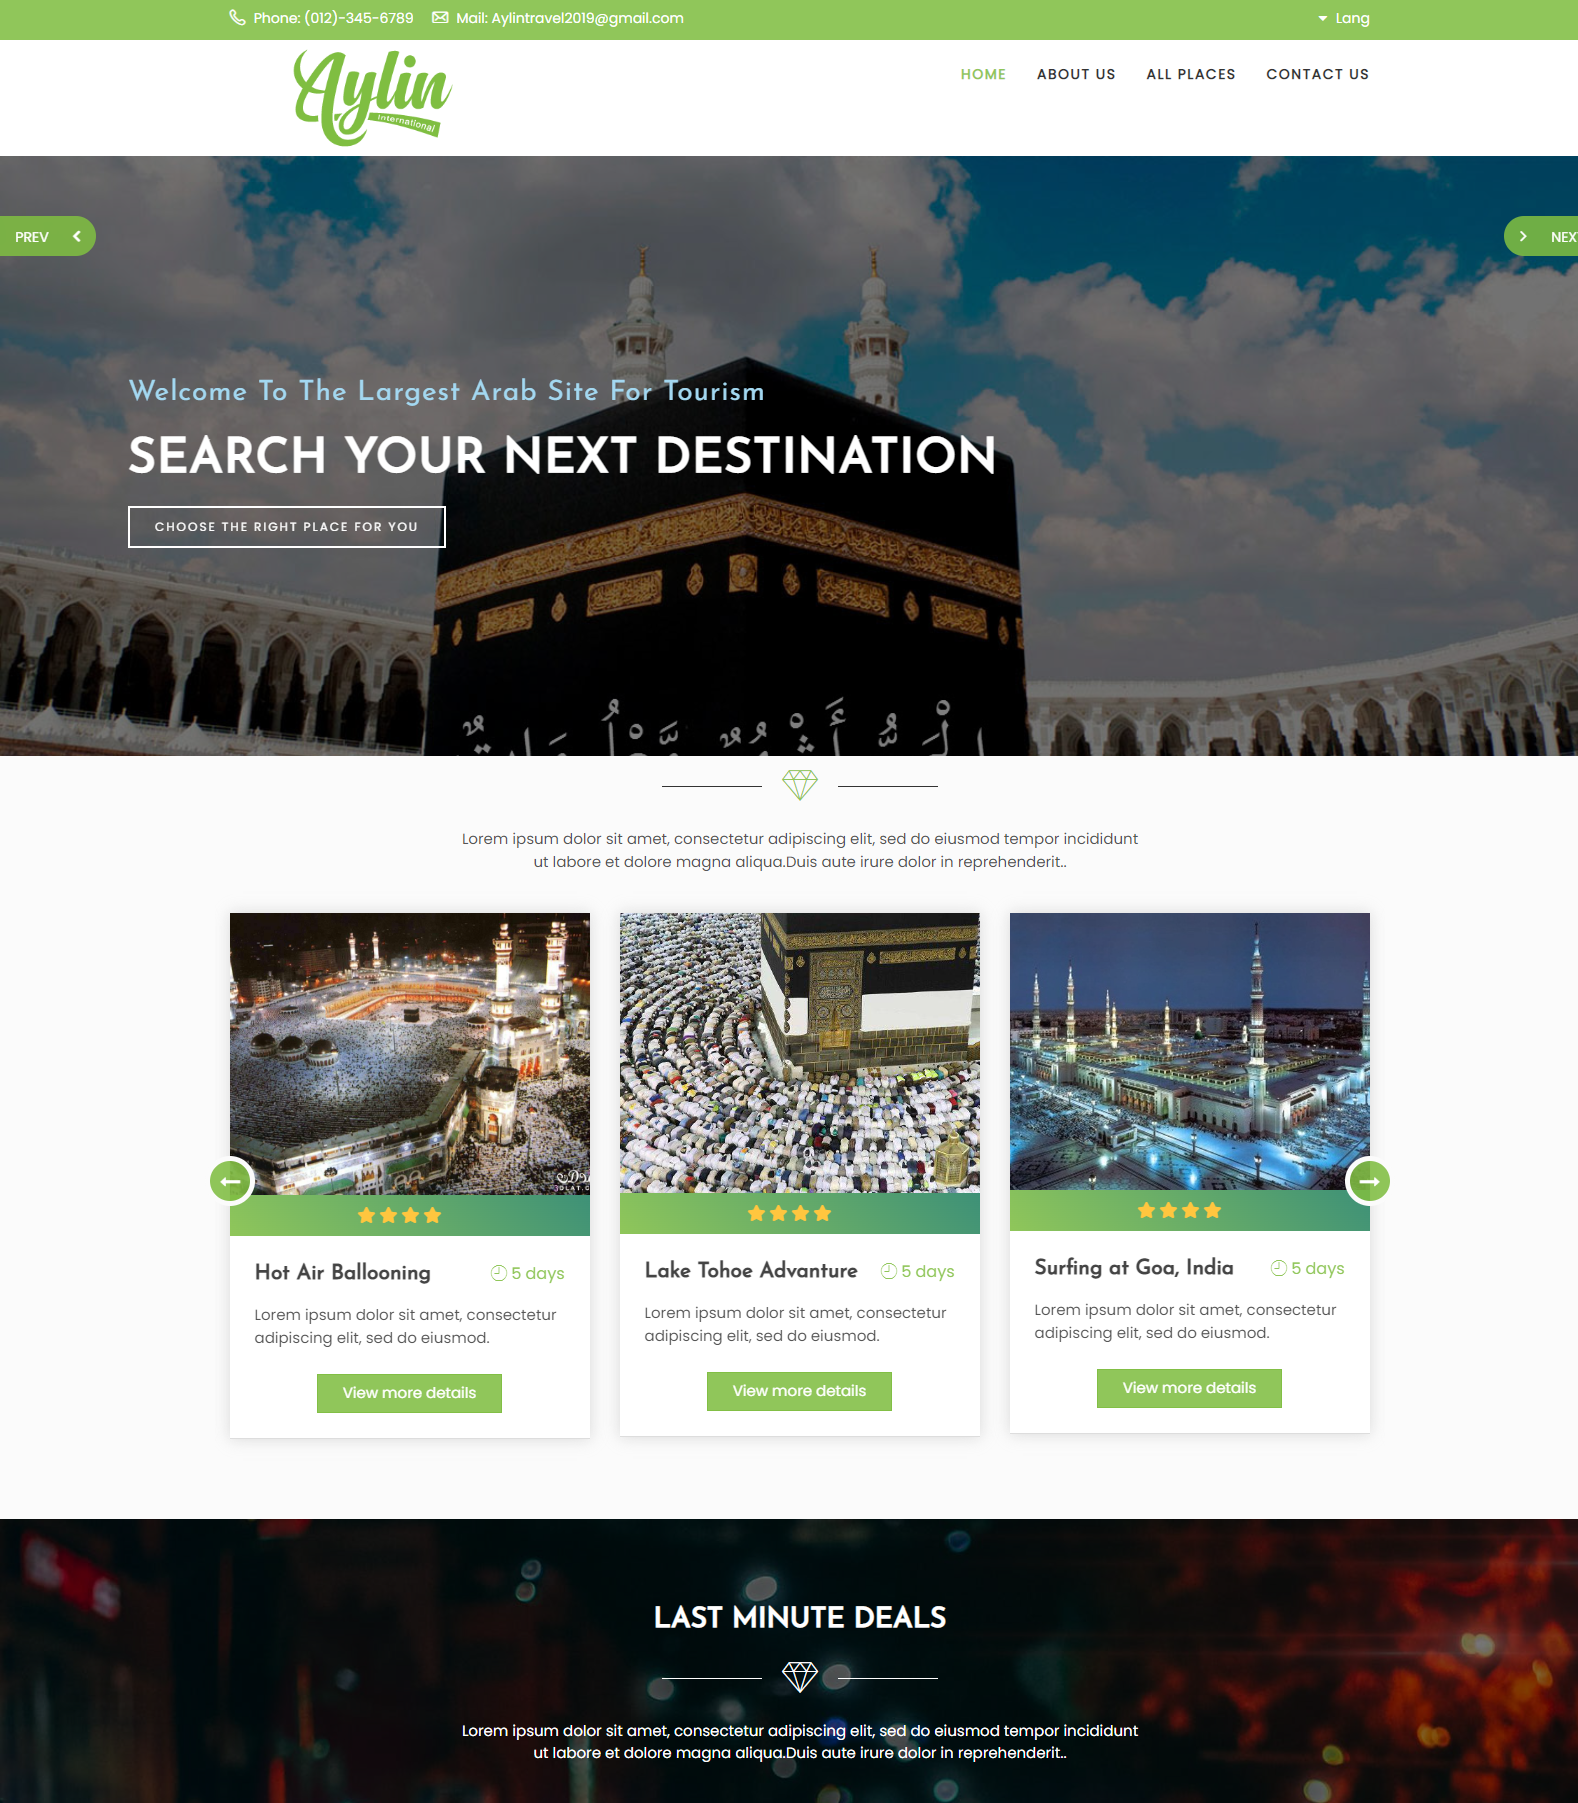 Phone: (012)-345-6789
Mail: Aylintravel2019@gmail.com
Lang
Aylin
International
HOME
ABOUT US
ALL PLACES
CONTACT US
PREV
NEX
Welcome To The Largest Arab Site For Tourism
SEARCH YOUR NEXT DESTINATION
CHOOSE THE RIGHT PLACE FOR YOU
Lorem ipsum dolor sit amet, consectetur adipiscing elit, sed do eiusmod tempor incididunt
ut labore et dolore magna aliqua.Duis aute irure dolor in reprehenderit..
Hot Air Ballooning
5 days
Lorem ipsum dolor sit amet, consectetur
adipiscing elit, sed do eiusmod.
View more details
Lake Tohoe Advanture
5 days
Lorem ipsum dolor sit amet, consectetur
adipiscing elit, sed do eiusmod.
View more details
Surfing at Goa, India
5 days
Lorem ipsum dolor sit amet, consectetur
adipiscing elit, sed do eiusmod.
View more details
LAST MINUTE DEALS
Lorem ipsum dolor sit amet, consectetur adipiscing elit, sed do eiusmod tempor incididunt
ut labore et dolore magna aliqua.Duis aute irure dolor in reprehenderit..